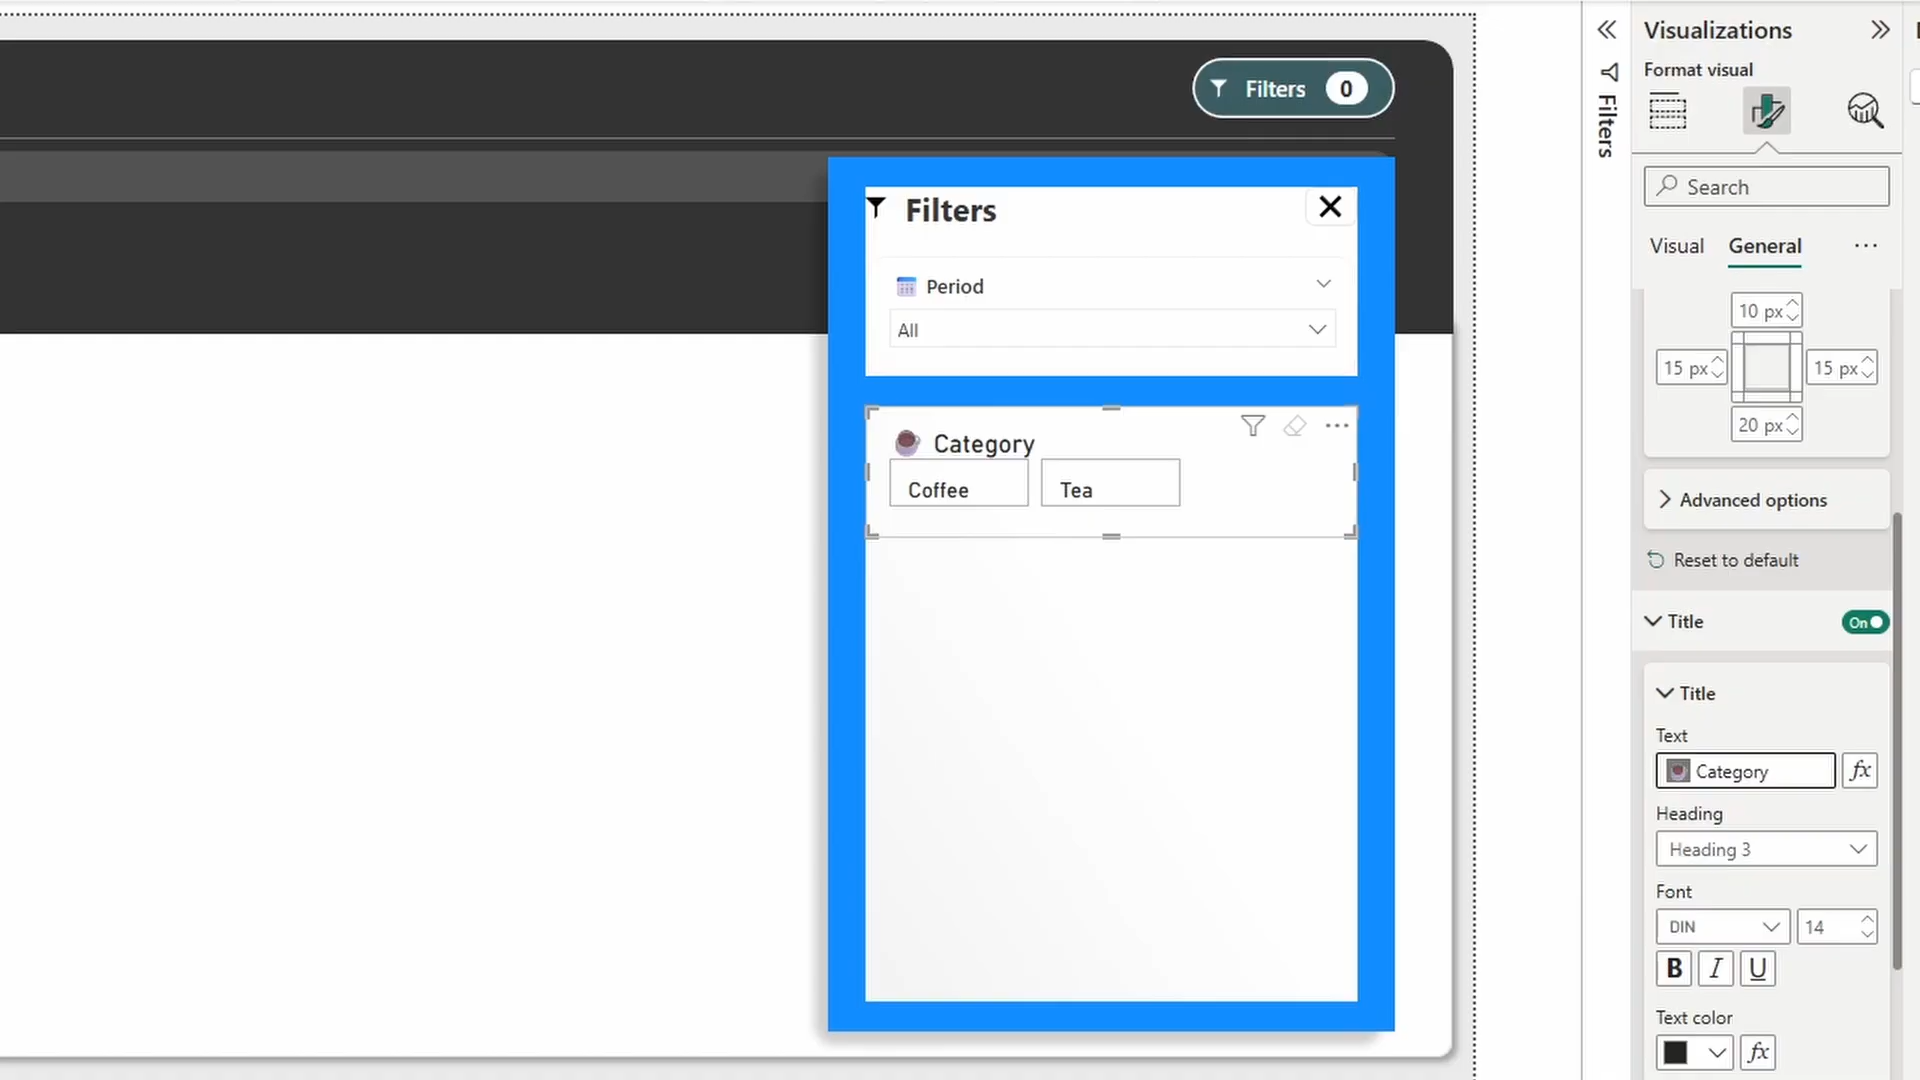 Filters 0
Filters
Period
All
Category
Coffee Tea
Filters
Visualizations
Format visual
Search
Visual General
10 px
15 px 15 px
20 px
Advanced options
Reset to default
Title On
Title
Text
Category fx
Heading
Heading 3
Font
DIN 14
B I U
Text color
fx